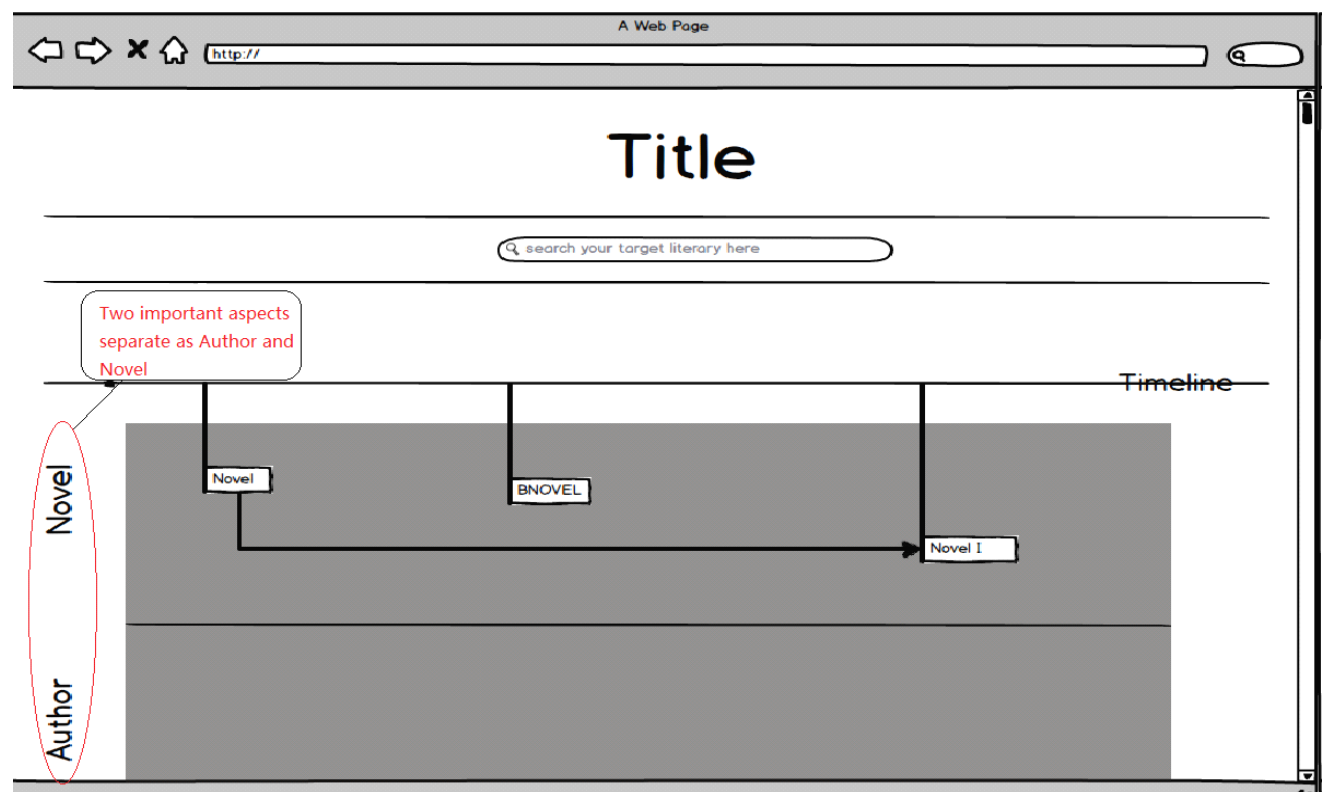 A Web Page
http://
Title
search your target literary here
Two important aspects
separate as Author and
Novel
Timeline
Novel
Novel
BNOVEL
Novel I
Author